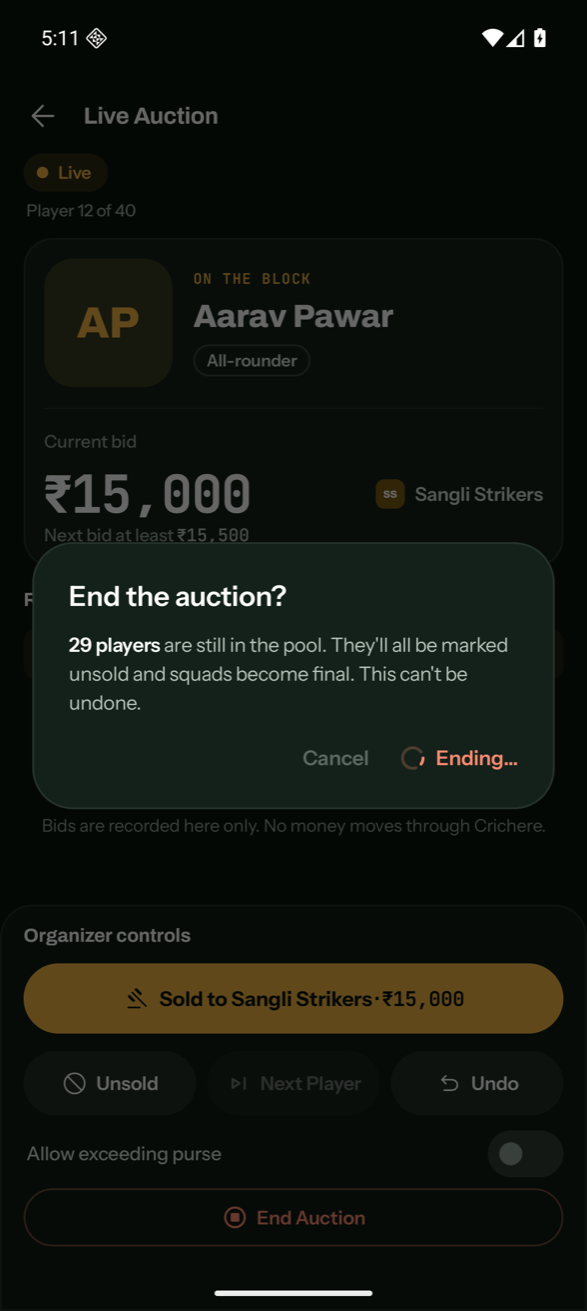 5:11
Live Auction
Live
Player 12 of 40
AP
ON THE BLOCK
Aarav Pawar
All-rounder
Current bid
₹15,000
SS Sangli Strikers
Next bid at least ₹15,500
End the auction?
29 players are still in the pool. They'll all be marked
unsold and squads become final. This can't be
undone.
Cancel Ending...
Bids are recorded here only. No money moves through Crichere.
Organizer controls
Sold to Sangli Strikers · ₹15,000
Unsold Next Player Undo
Allow exceeding purse
End Auction